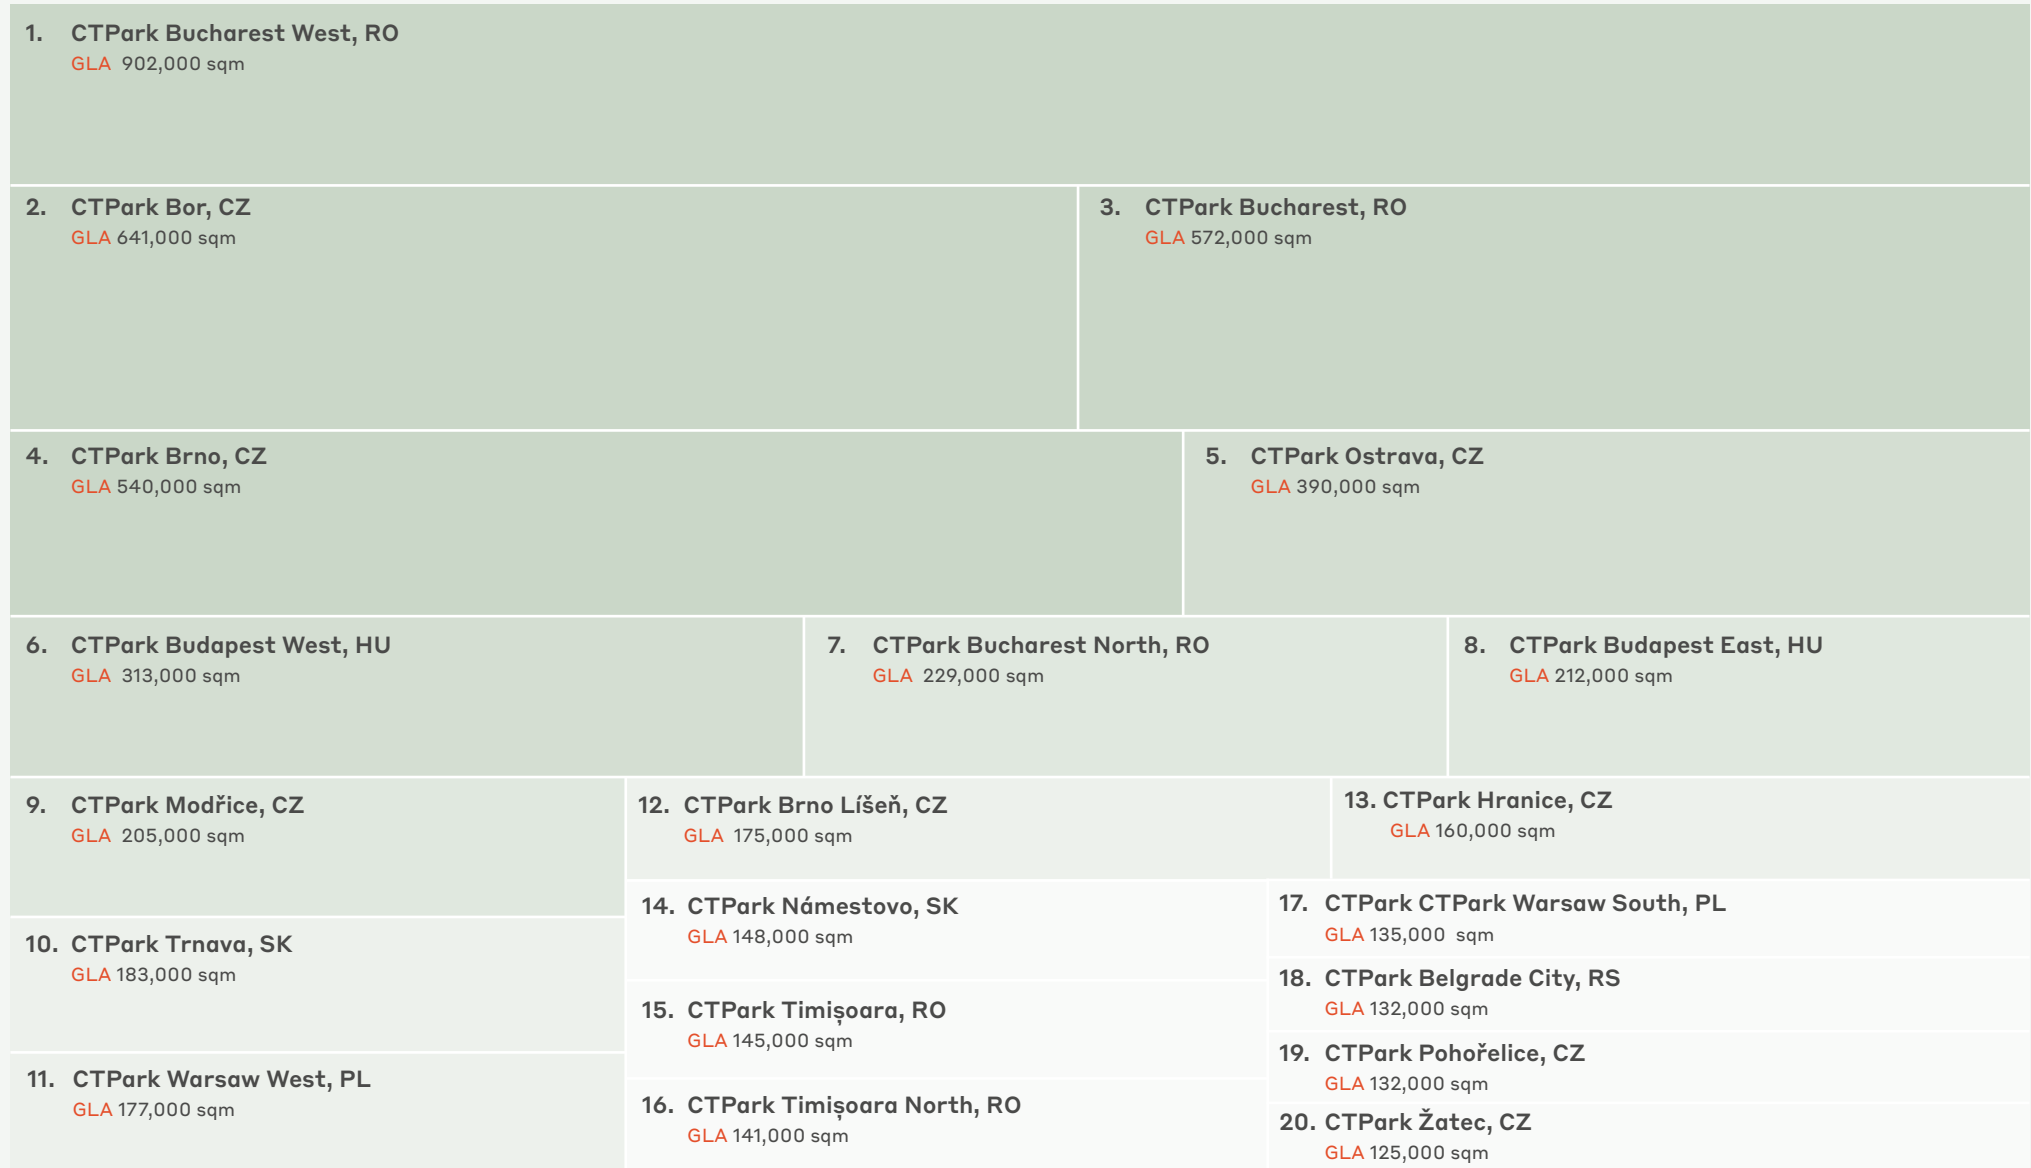 1. CTPark Bucharest West, RO
GLA 902,000 sqm
2. CTPark Bor, CZ
GLA 641,000 sqm
3. CTPark Bucharest, RO
GLA 572,000 sqm
4. CTPark Brno, CZ
GLA 540,000 sqm
5. CTPark Ostrava, CZ
GLA 390,000 sqm
6. CTPark Budapest West, HU
GLA 313,000 sqm
7. CTPark Bucharest North, RO
GLA 229,000 sqm
8. CTPark Budapest East, HU
GLA 212,000 sqm
9. CTPark Modřice, CZ
GLA 205,000 sqm
10. CTPark Trnava, SK
GLA 183,000 sqm
11. CTPark Warsaw West, PL
GLA 177,000 sqm
12. CTPark Brno Líšeň, CZ
GLA 175,000 sqm
13. CTPark Hranice, CZ
GLA 160,000 sqm
14. CTPark Námestovo, SK
GLA 148,000 sqm
15. CTPark Timișoara, RO
GLA 145,000 sqm
16. CTPark Timișoara North, RO
GLA 141,000 sqm
17. CTPark CTPark Warsaw South, PL
GLA 135,000 sqm
18. CTPark Belgrade City, RS
GLA 132,000 sqm
19. CTPark Pohořelice, CZ
GLA 132,000 sqm
20. CTPark Žatec, CZ
GLA 125,000 sqm